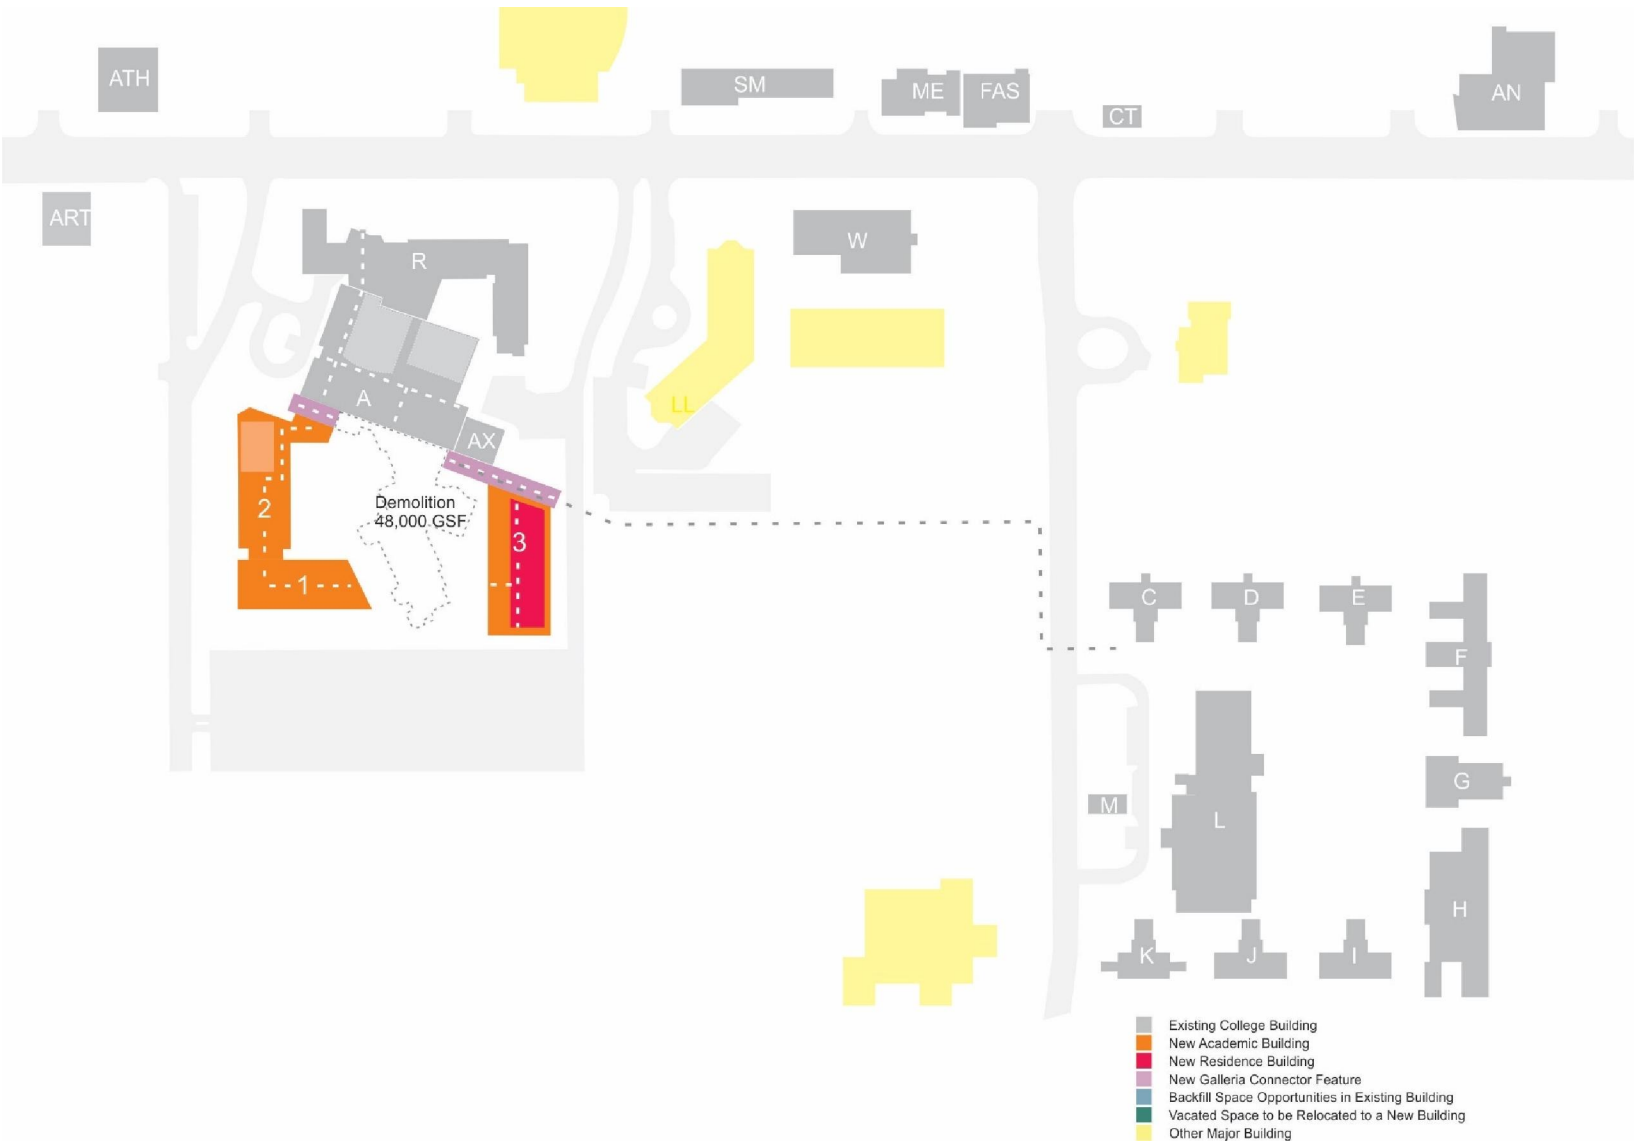 ATH
SM
ME
FAS
CT
AN
ART
R
W
A
LL
AX
Demolition
48,000 GSF
2
3
1
C
D
E
F
G
M
L
H
K
J
I
Existing College Building
New Academic Building
New Residence Building
New Galleria Connector Feature
Backfill Space Opportunities in Existing Building
Vacated Space to be Relocated to a New Building
Other Major Building